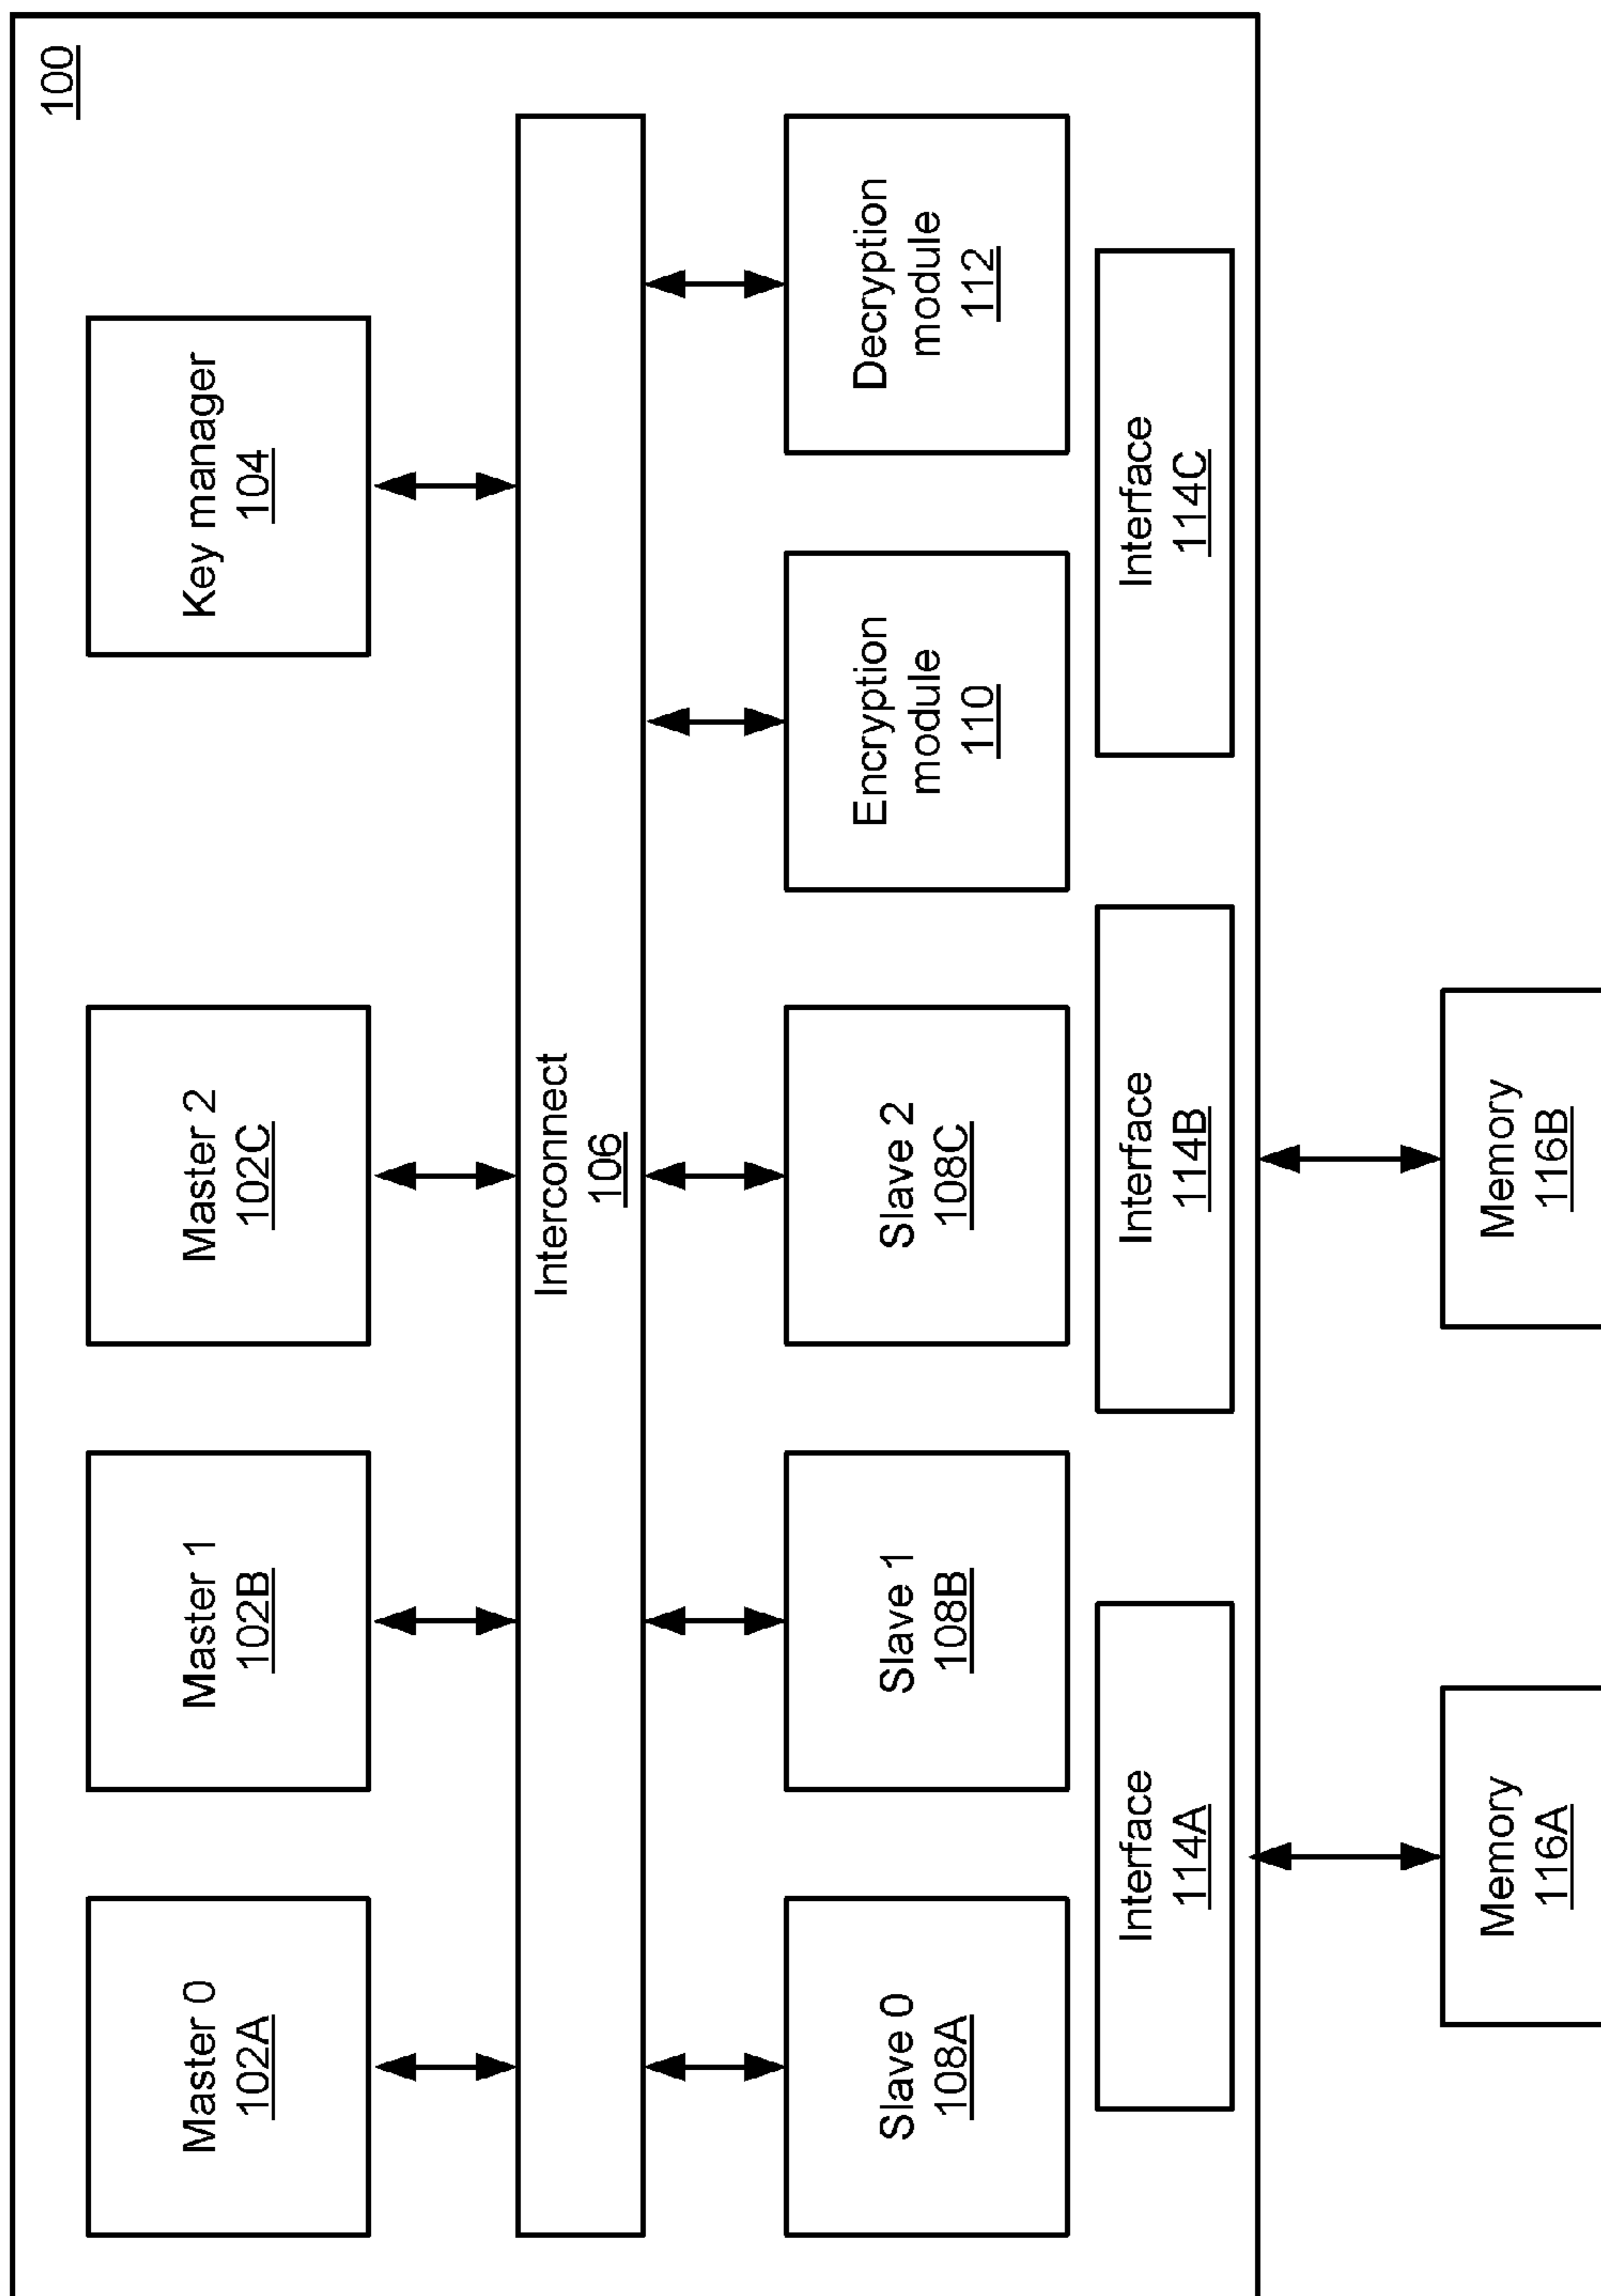 100
Master 0
102A
Master 1
102B
Master 2
102C
Key manager
104
Interconnect
106
Slave 0
108A
Slave 1
108B
Slave 2
108C
Encryption
module
110
Decryption
module
112
Interface
114A
Interface
114B
Interface
114C
Memory
116A
Memory
116B